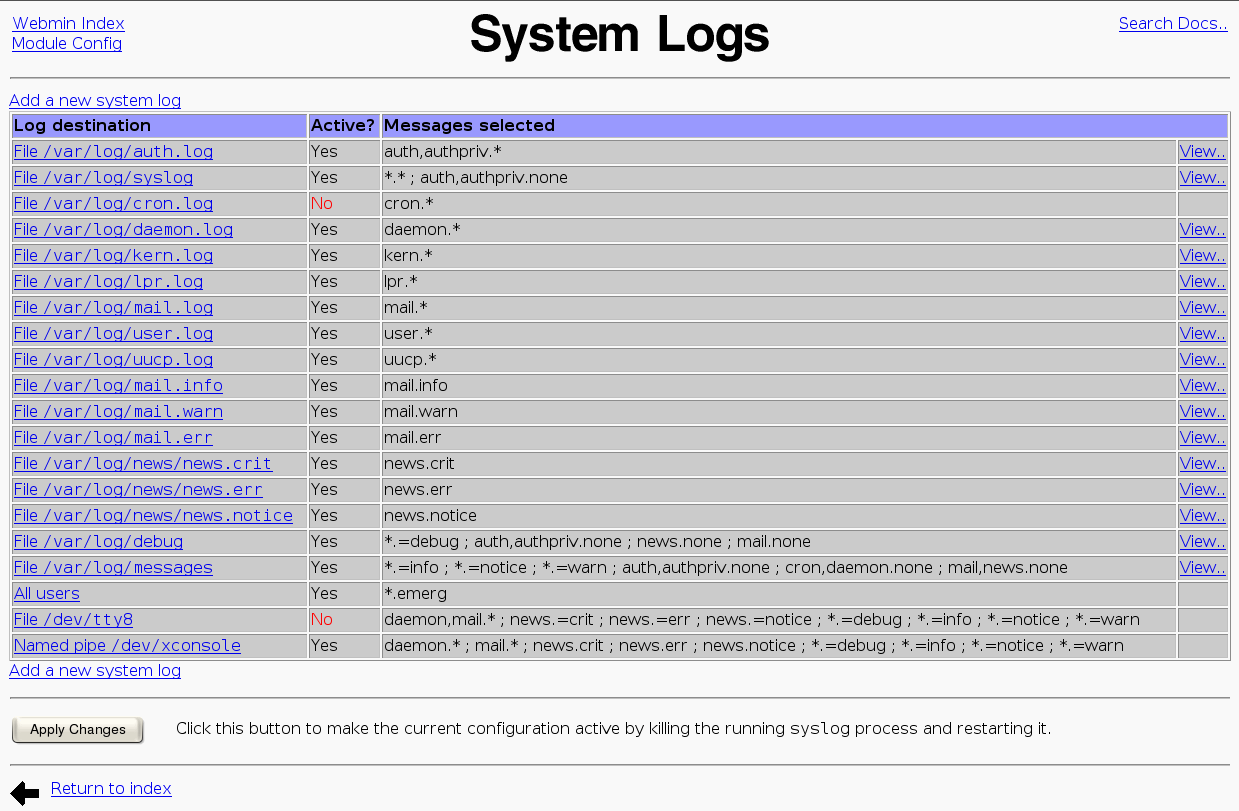 Webmin Index
Module Config
System Logs
Search Docs..
Add a new system log
Log destination Active? Messages selected
File /var/log/auth.log Yes auth,authpriv.* View..
File /var/log/syslog Yes *.* ; auth,authpriv.none View..
File /var/log/cron.log No cron.*
File /var/log/daemon.log Yes daemon.* View..
File /var/log/kern.log Yes kern.* View..
File /var/log/lpr.log Yes lpr.* View..
File /var/log/mail.log Yes mail.* View..
File /var/log/user.log Yes user.* View..
File /var/log/uucp.log Yes uucp.* View..
File /var/log/mail.info Yes mail.info View..
File /var/log/mail.warn Yes mail.warn View..
File /var/log/mail.err Yes mail.err View..
File /var/log/news/news.crit Yes news.crit View..
File /var/log/news/news.err Yes news.err View..
File /var/log/news/news.notice Yes news.notice View..
File /var/log/debug Yes *.=debug ; auth,authpriv.none ; news.none ; mail.none View..
File /var/log/messages Yes *.=info ; *.=notice ; *.=warn ; auth,authpriv.none ; cron,daemon.none ; mail,news.none View..
All users Yes *.emerg
File /dev/tty8 No daemon,mail.* ; news.=crit ; news.=err ; news.=notice ; *.=debug ; *.=info ; *.=notice ; *.=warn
Named pipe /dev/xconsole Yes daemon.* ; mail.* ; news.crit ; news.err ; news.notice ; *.=debug ; *.=info ; *.=notice ; *.=warn
Add a new system log
Apply Changes Click this button to make the current configuration active by killing the running syslog process and restarting it.
Return to index